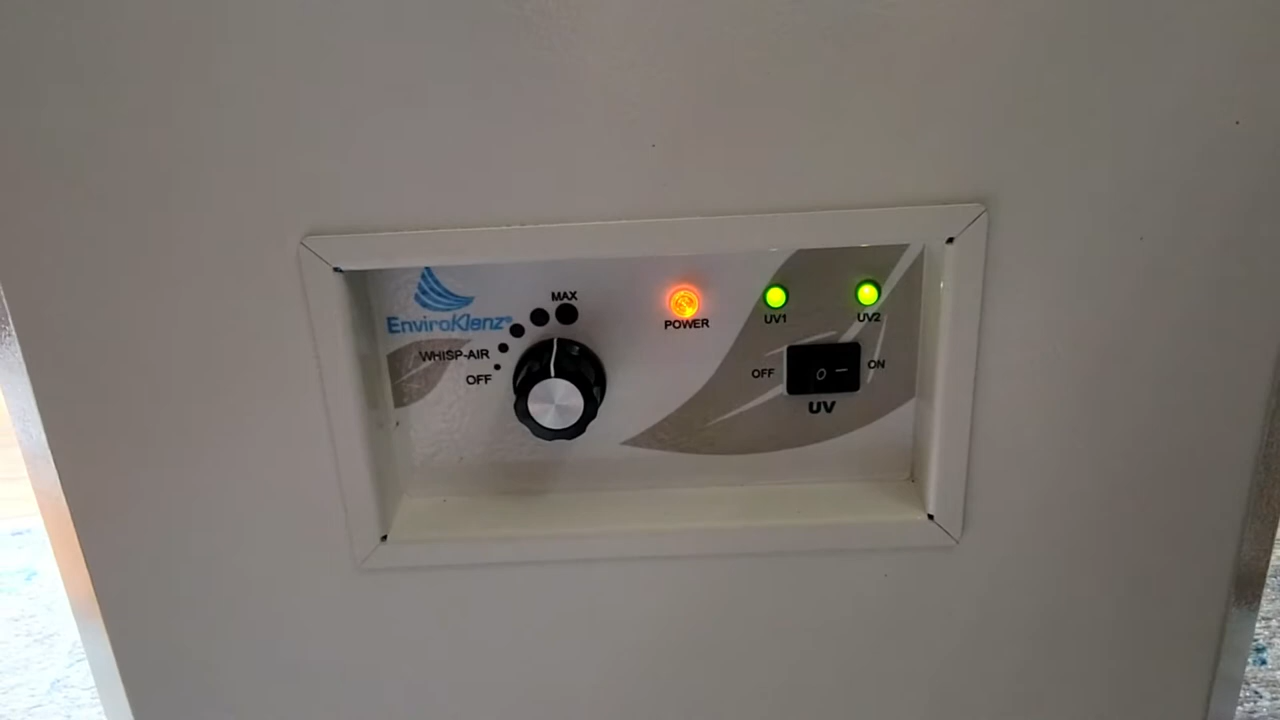 EnviroKlenz®
MAX
WHISP-AIR
OFF
POWER
UV1
UV2
OFF
O —
ON
UV